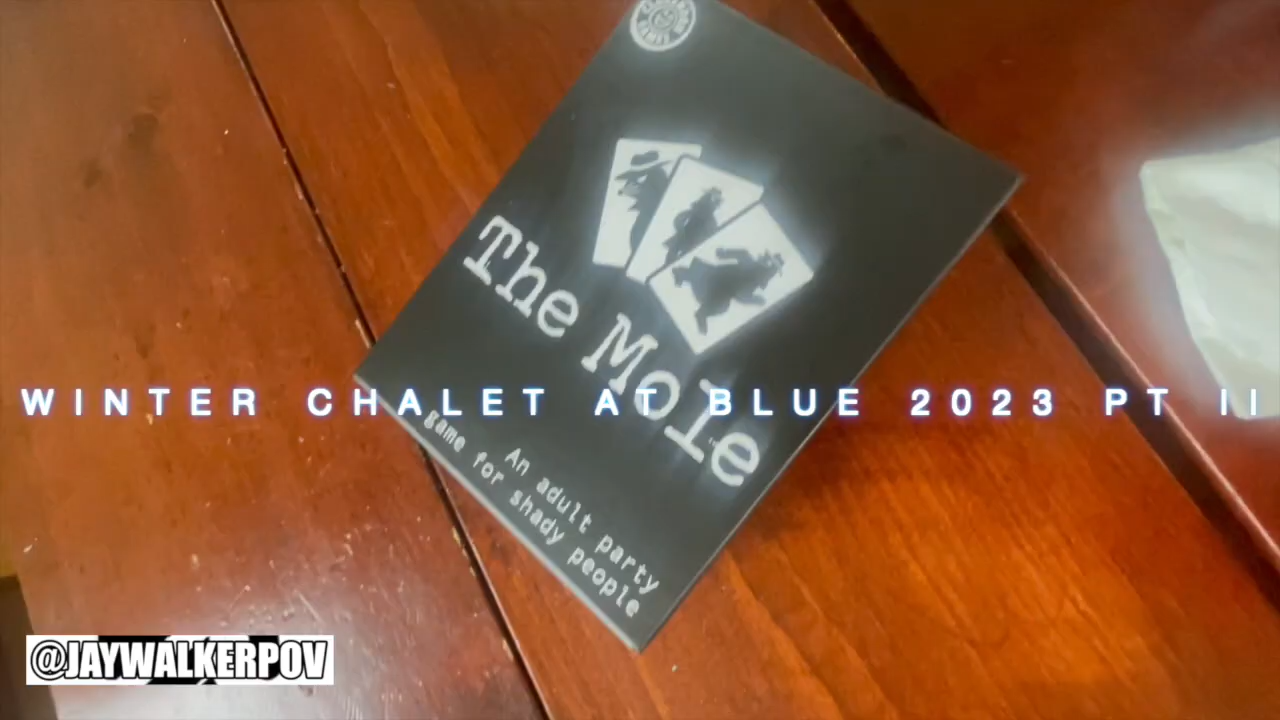 The Mole
WINTER CHALET AT BLUE 2023 PT II
An adult party
game for shady people
@JAYWALKERPOV